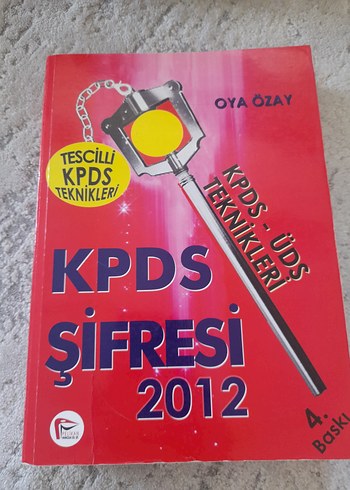 OYA ÖZAY
TESCİLLİ
KPDS
TEKNİKLERİ
KPDS - ÜDS
TEKNİKLERİ
KPDS
ŞİFRESİ
2012
4.
Baskı